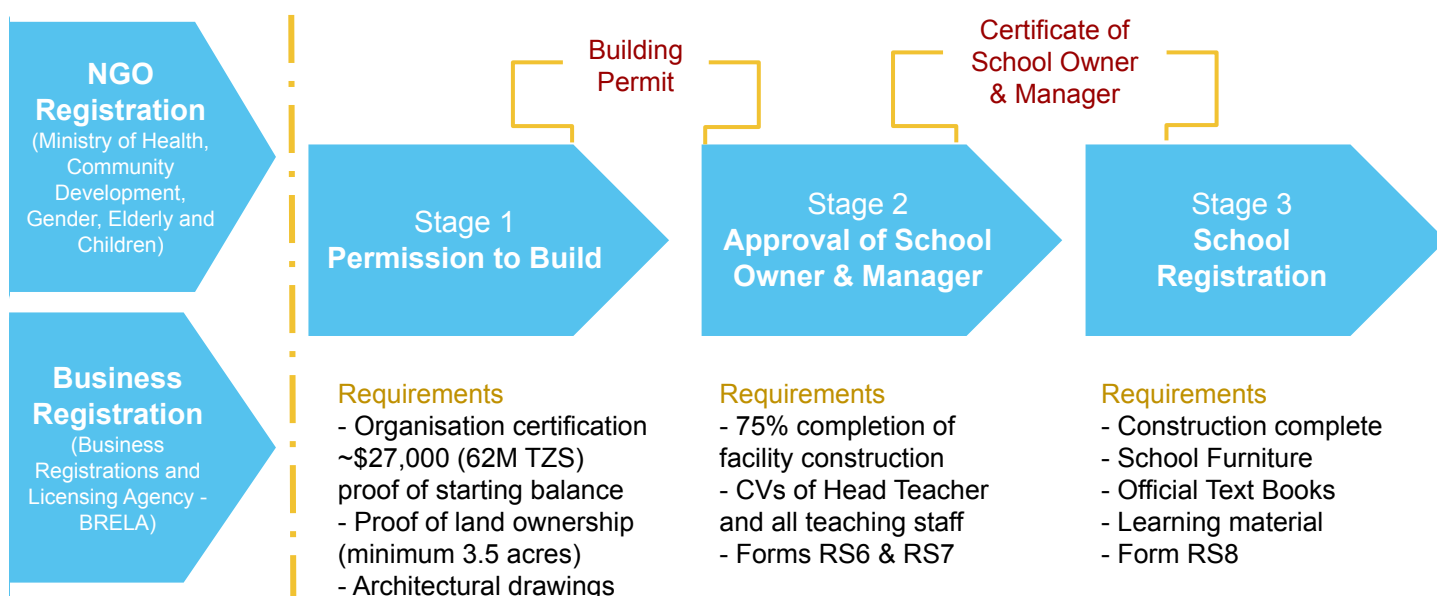 NGO
Registration
(Ministry of Health,
Community
Development,
Gender, Elderly and
Children)
Business
Registration
(Business
Registrations and
Licensing Agency -
BRELA)
Building
Permit
Certificate of
School Owner
& Manager
Stage 1
Permission to Build
Stage 2
Approval of School
Owner & Manager
Stage 3
School
Registration
Requirements
- Organisation certification
~$27,000 (62M TZS)
proof of starting balance
- Proof of land ownership
(minimum 3.5 acres)
- Architectural drawings
Requirements
- 75% completion of
facility construction
- CVs of Head Teacher
and all teaching staff
- Forms RS6 & RS7
Requirements
- Construction complete
- School Furniture
- Official Text Books
- Learning material
- Form RS8